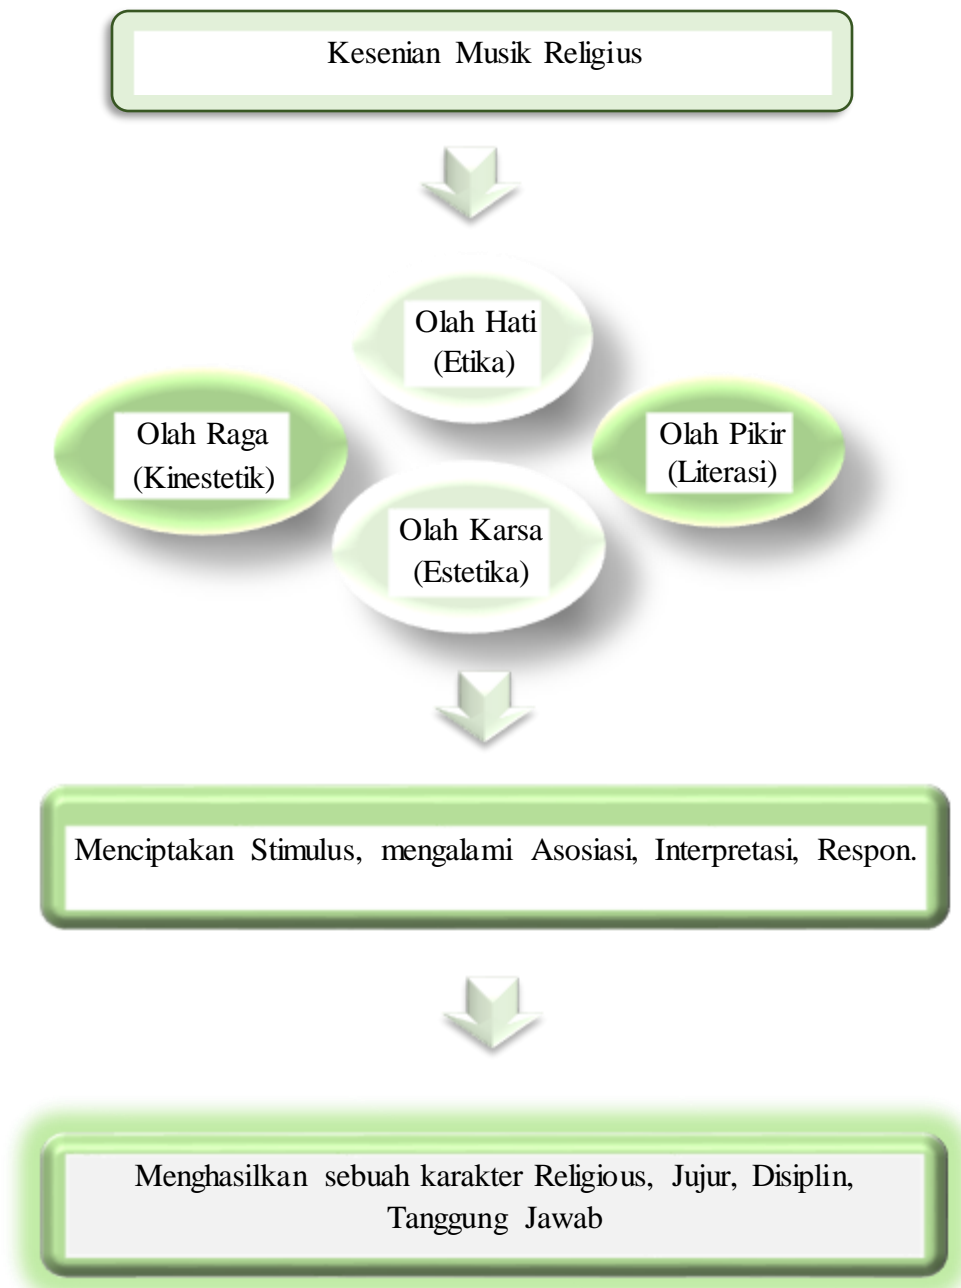 Kesenian Musik Religius
Olah Hati
(Etika)
Olah Raga
(Kinestetik)
Olah Pikir
(Literasi)
Olah Karsa
(Estetika)
Menciptakan Stimulus, mengalami Asosiasi, Interpretasi, Respon.
Menghasilkan sebuah karakter Religious, Jujur, Disiplin,
Tanggung Jawab